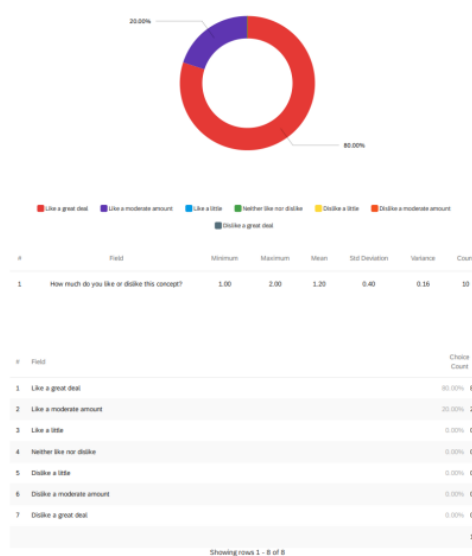 20.00%
80.00%
Like a great deal Like a moderate amount Like a little Neither like nor dislike Dislike a little Dislike a moderate amount
Dislike a great deal
# Field Minimum Maximum Mean Std Deviation Variance
1 How much do you like or dislike this concept? 1.00 2.00 1.20 0.40 0.16 10
# Field Choice
Count
1 Like a great deal 80.00%
2 Like a moderate amount 20.00%
3 Like a little 0.00%
4 Neither like nor dislike 0.00%
5 Dislike a little 0.00%
6 Dislike a moderate amount 0.00%
7 Dislike a great deal 0.00%
Showing rows 1 - 8 of 8